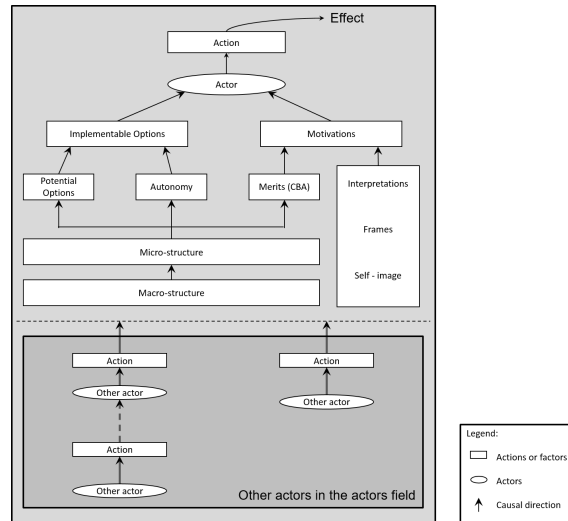 Effect
Action
Actor
Implementable Options
Motivations
Potential
Options
Autonomy
Merits (CBA)
Interpretations
Frames
Self - image
Micro-structure
Macro-structure
Action
Action
Other actor
Other actor
Action
Other actor
Other actors in the actors field
Legend:
Actions or factors
Actors
Causal direction